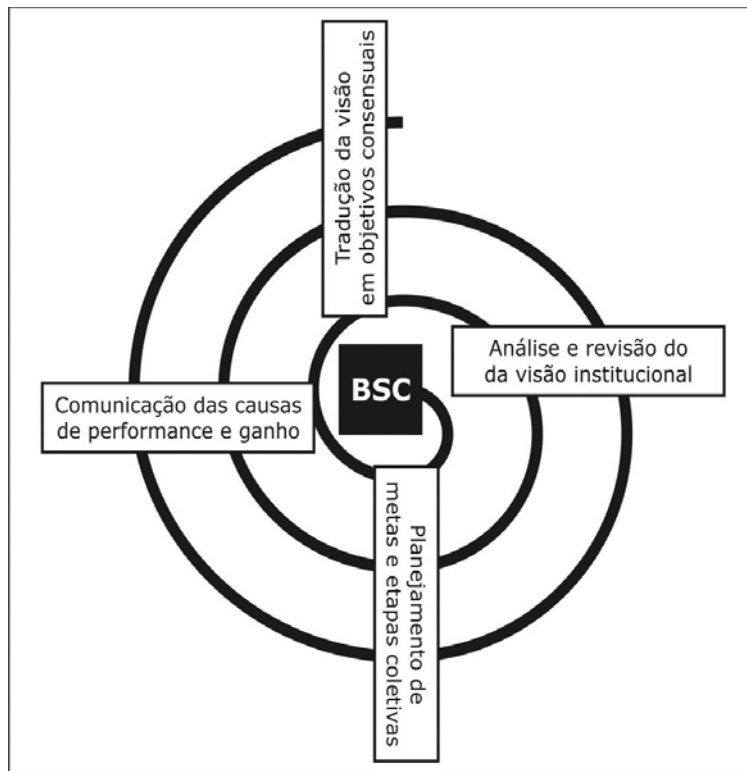 Tradução da visão
em objetivos consensuais
Análise e revisão do
da visão institucional
BSC
Comunicação das causas
de performance e ganho
Planejamento de
metas e etapas coletivas